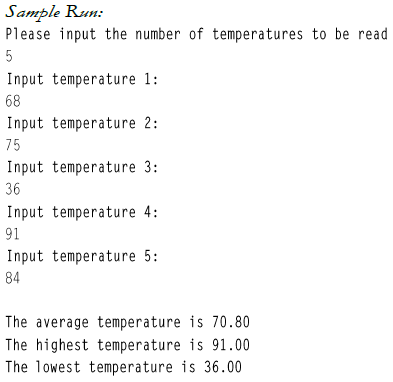 Sample Run:
Please input the number of temperatures to be read
5
Input temperature 1:
68
Input temperature 2:
75
Input temperature 3:
36
Input temperature 4:
91
Input temperature 5:
84
The average temperature is 70.80
The highest temperature is 91.00
The lowest temperature is 36.00